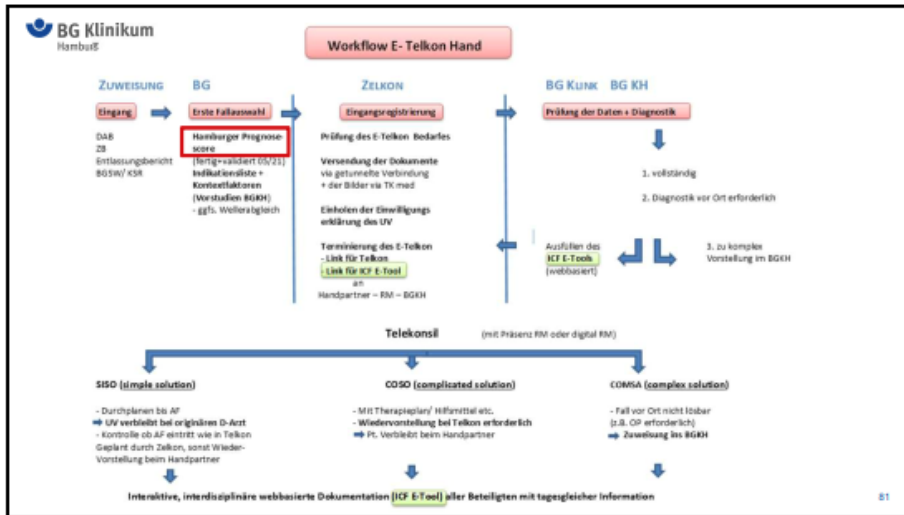 BG Klinikum
Hamburg
Workflow E- Telkon Hand
ZUWEISUNG
BG
ZELKON
BG KLINIK BG KH
Eingang
Erste Fallauswahl
Eingangsregistrierung
Prüfung der Daten + Diagnostik
DAB
ZB
Entlassungsbericht
BGSW/ KSR
Hamburger Prognose-
score
(fertig+validiert 05/21)
Indikationsliste +
Kontextfaktoren
(Vorstudien BGKH)
- ggfs. Wellerabgleich
Prüfung des E-Telkon Bedarfes
Versendung der Dokumente
via getunnelte Verbindung
+ der Bilder via TK med
Einholen der Einwilligungs
erklärung des UV
Terminierung des E-Telkon
- Link für Telkon
- Link für ICF E-Tool
an
Handpartner – RM – BGKH
1. vollständig
2. Diagnostik vor Ort erforderlich
Ausfüllen des
ICF E-Tools
(webbasiert)
3. zu komplex
Vorstellung im BGKH
Telekonsil
(mit Präsenz RM oder digital RM)
SISO (simple solution)
- Durchplanen bis AF
UV verbleibt bei originären D-Arzt
- Kontrolle ob AF eintritt wie in Telkon
Geplant durch Zelkon, sonst Wieder-
Vorstellung beim Handpartner
COSO (complicated solution)
- Mit Therapieplan/ Hilfsmittel etc.
- Wiedervorstellung bei Telkon erforderlich
Pt. Verbleibt beim Handpartner
COMSA (complex solution)
- Fall vor Ort nicht lösbar
(z.B. OP erforderlich)
Zuweisung ins BGKH
Interaktive, interdisziplinäre webbasierte Dokumentation (ICF E-Tool) aller Beteiligten mit tagesgleicher Information
81